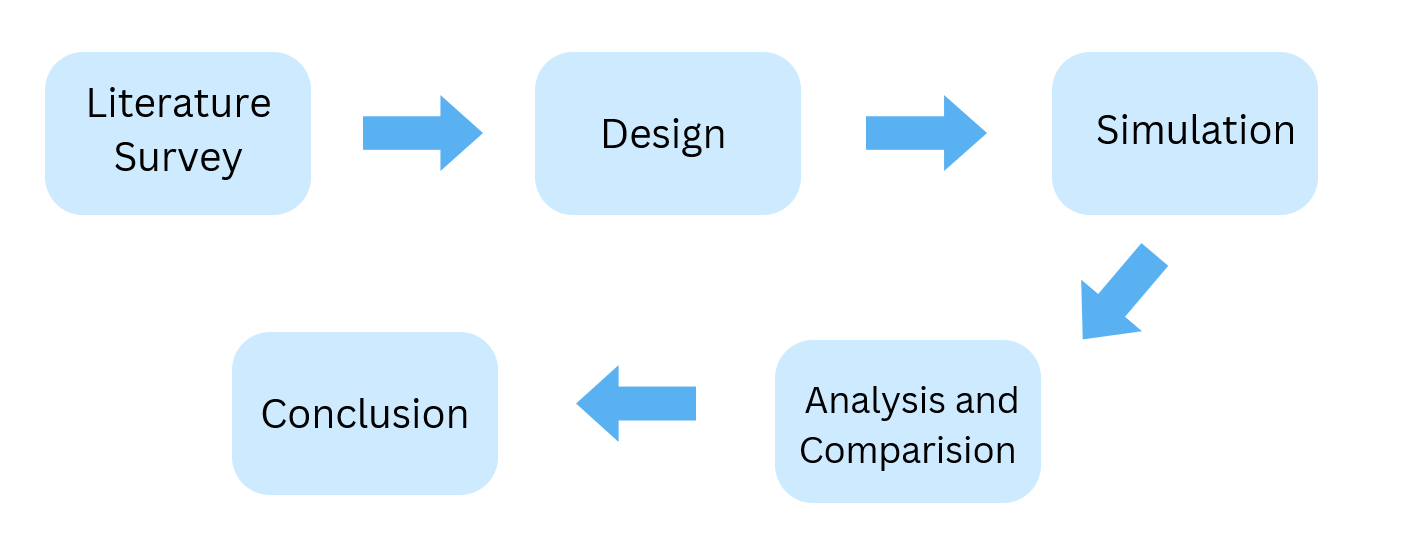 Literature
Survey
Design
Simulation
Analysis and
Comparision
Conclusion